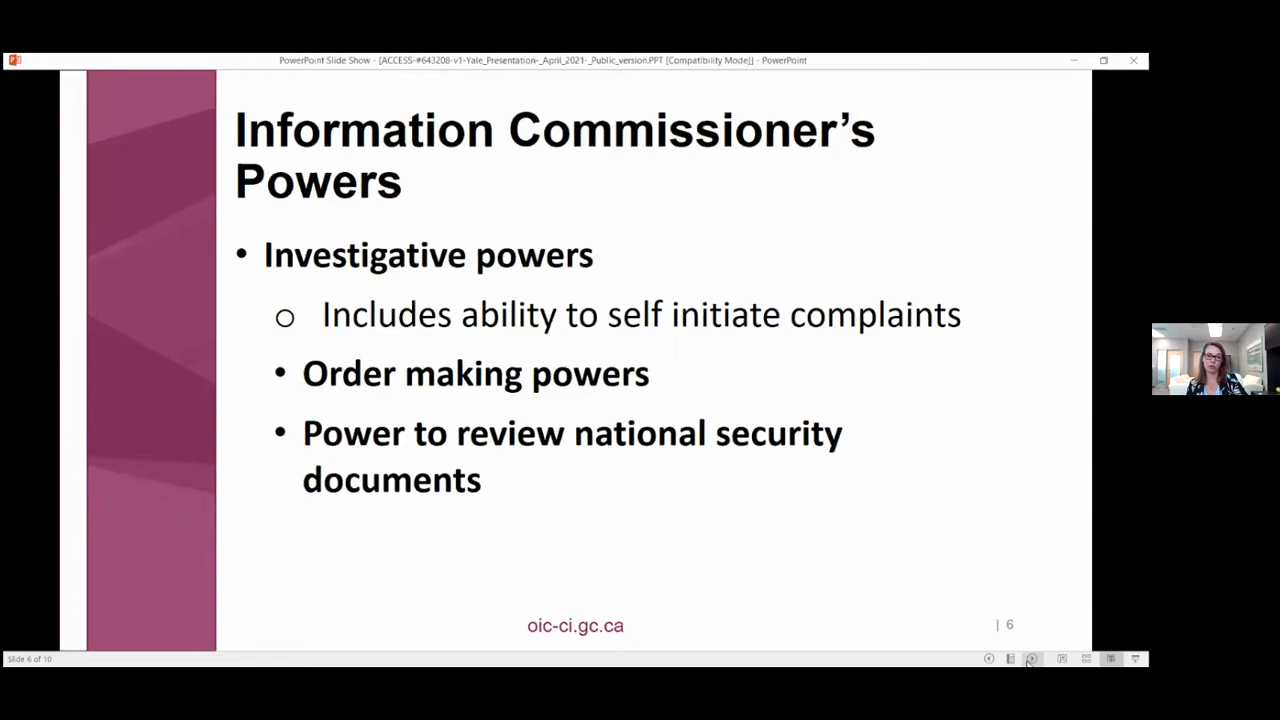 PowerPoint Slide Show - [ACCESS-#643208-v1-Yale_Presentation-_April_2021-_Public_version.PPT [Compatibility Mode]] - PowerPoint
Information Commissioner’s
Powers
• Investigative powers
o Includes ability to self initiate complaints
• Order making powers
• Power to review national security
documents
oic-ci.gc.ca
| 6
Slide 6 of 10